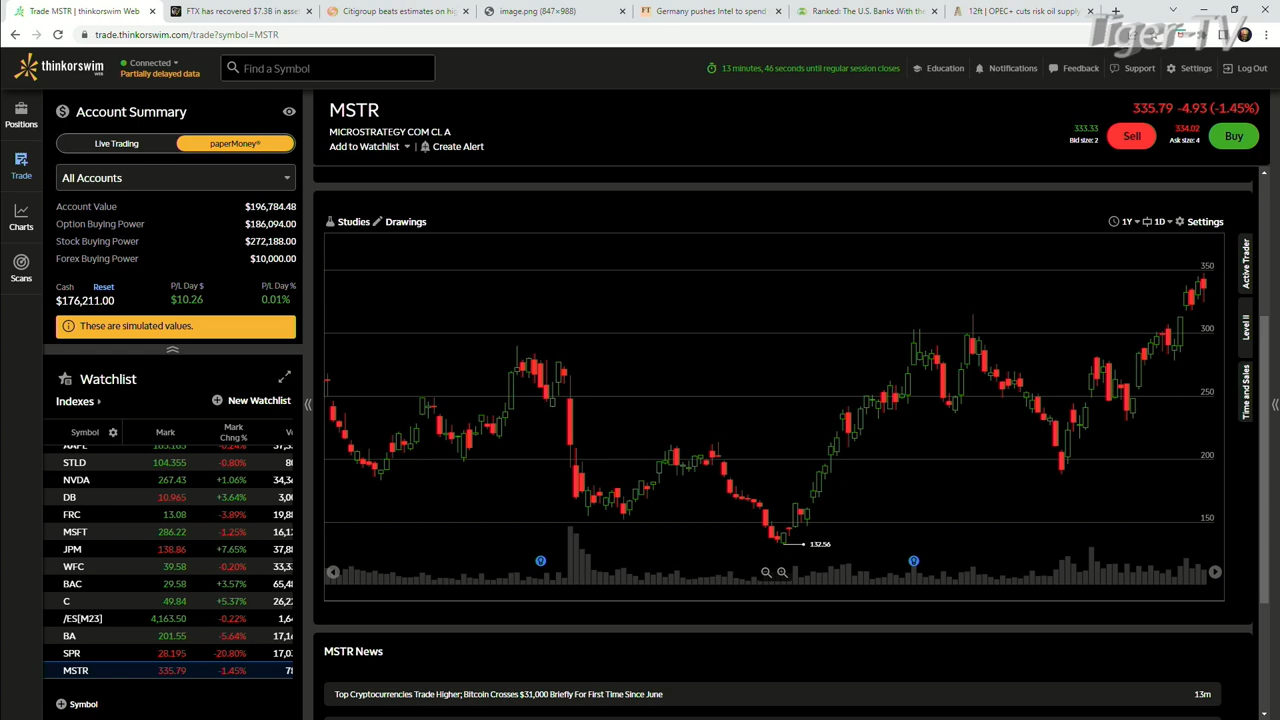 Trade MSTR | thinkorswim Web
FTX has recovered $7.3B in asse
Citigroup beats estimates on hig
image.png (847×988)
Germany pushes Intel to spend
Ranked: The U.S. Banks With the
12ft | OPEC+ cuts risk oil supply
Tiger-TV
trade.thinkorswim.com/trade?symbol=MSTR
thinkorswim
WEB
Connected
Partially delayed data
Find a Symbol
13 minutes, 46 seconds until regular session closes
Education
Notifications
Feedback
Support
Settings
Log Out
Positions
Trade
Charts
Scans
Account Summary
Live Trading
paperMoney®
All Accounts
Account Value $196,784.48
Option Buying Power $186,094.00
Stock Buying Power $272,188.00
Forex Buying Power $10,000.00
Cash Reset P/L Day $ P/L Day %
$176,211.00 $10.26 0.01%
These are simulated values.
Watchlist
Indexes
New Watchlist
Symbol Mark Mark Chng %
STLD 104.355 -0.80%
NVDA 267.43 +1.06%
DB 10.965 +3.64%
FRC 13.08 -3.89%
MSFT 286.22 -1.25%
JPM 138.86 +7.65%
WFC 39.58 -0.20%
BAC 29.58 +3.57%
C 49.84 +5.37%
/ES[M23] 4,163.50 -0.22%
BA 201.55 -5.64%
SPR 28.195 -20.80%
MSTR 335.79 -1.45%
Symbol
MSTR
MICROSTRATEGY COM CL A
Add to Watchlist
Create Alert
335.79 -4.93 (-1.45%)
333.33
Bid size: 2
Sell
334.02
Ask size: 4
Buy
Studies
Drawings
1Y
1D
Settings
350
300
250
200
150
132.56
Active Trader
Level II
Time and Sales
MSTR News
Top Cryptocurrencies Trade Higher; Bitcoin Crosses $31,000 Briefly For First Time Since June
13m